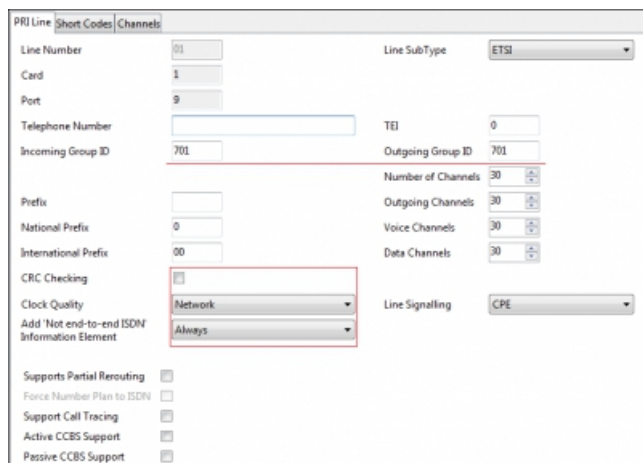 PRI Line Short Codes Channels
Line Number 01 Line SubType ETSI
Card 1
Port 9
Telephone Number TEI 0
Incoming Group ID 701 Outgoing Group ID 701
Number of Channels 30
Prefix Outgoing Channels 30
National Prefix 0 Voice Channels 30
International Prefix 00 Data Channels 30
CRC Checking
Clock Quality Network Line Signalling CPE
Add 'Not end-to-end ISDN'
Information Element Always
Supports Partial Rerouting
Force Number Plan to ISDN
Support Call Tracing
Active CCBS Support
Passive CCBS Support